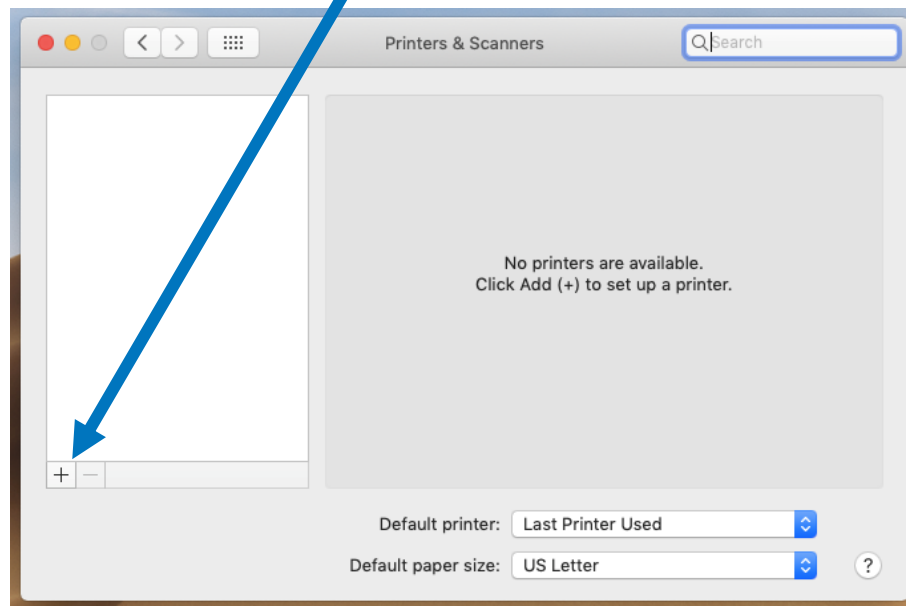 Printers & Scanners
Search
No printers are available.
Click Add (+) to set up a printer.
+ −
Default printer: Last Printer Used
Default paper size: US Letter ?